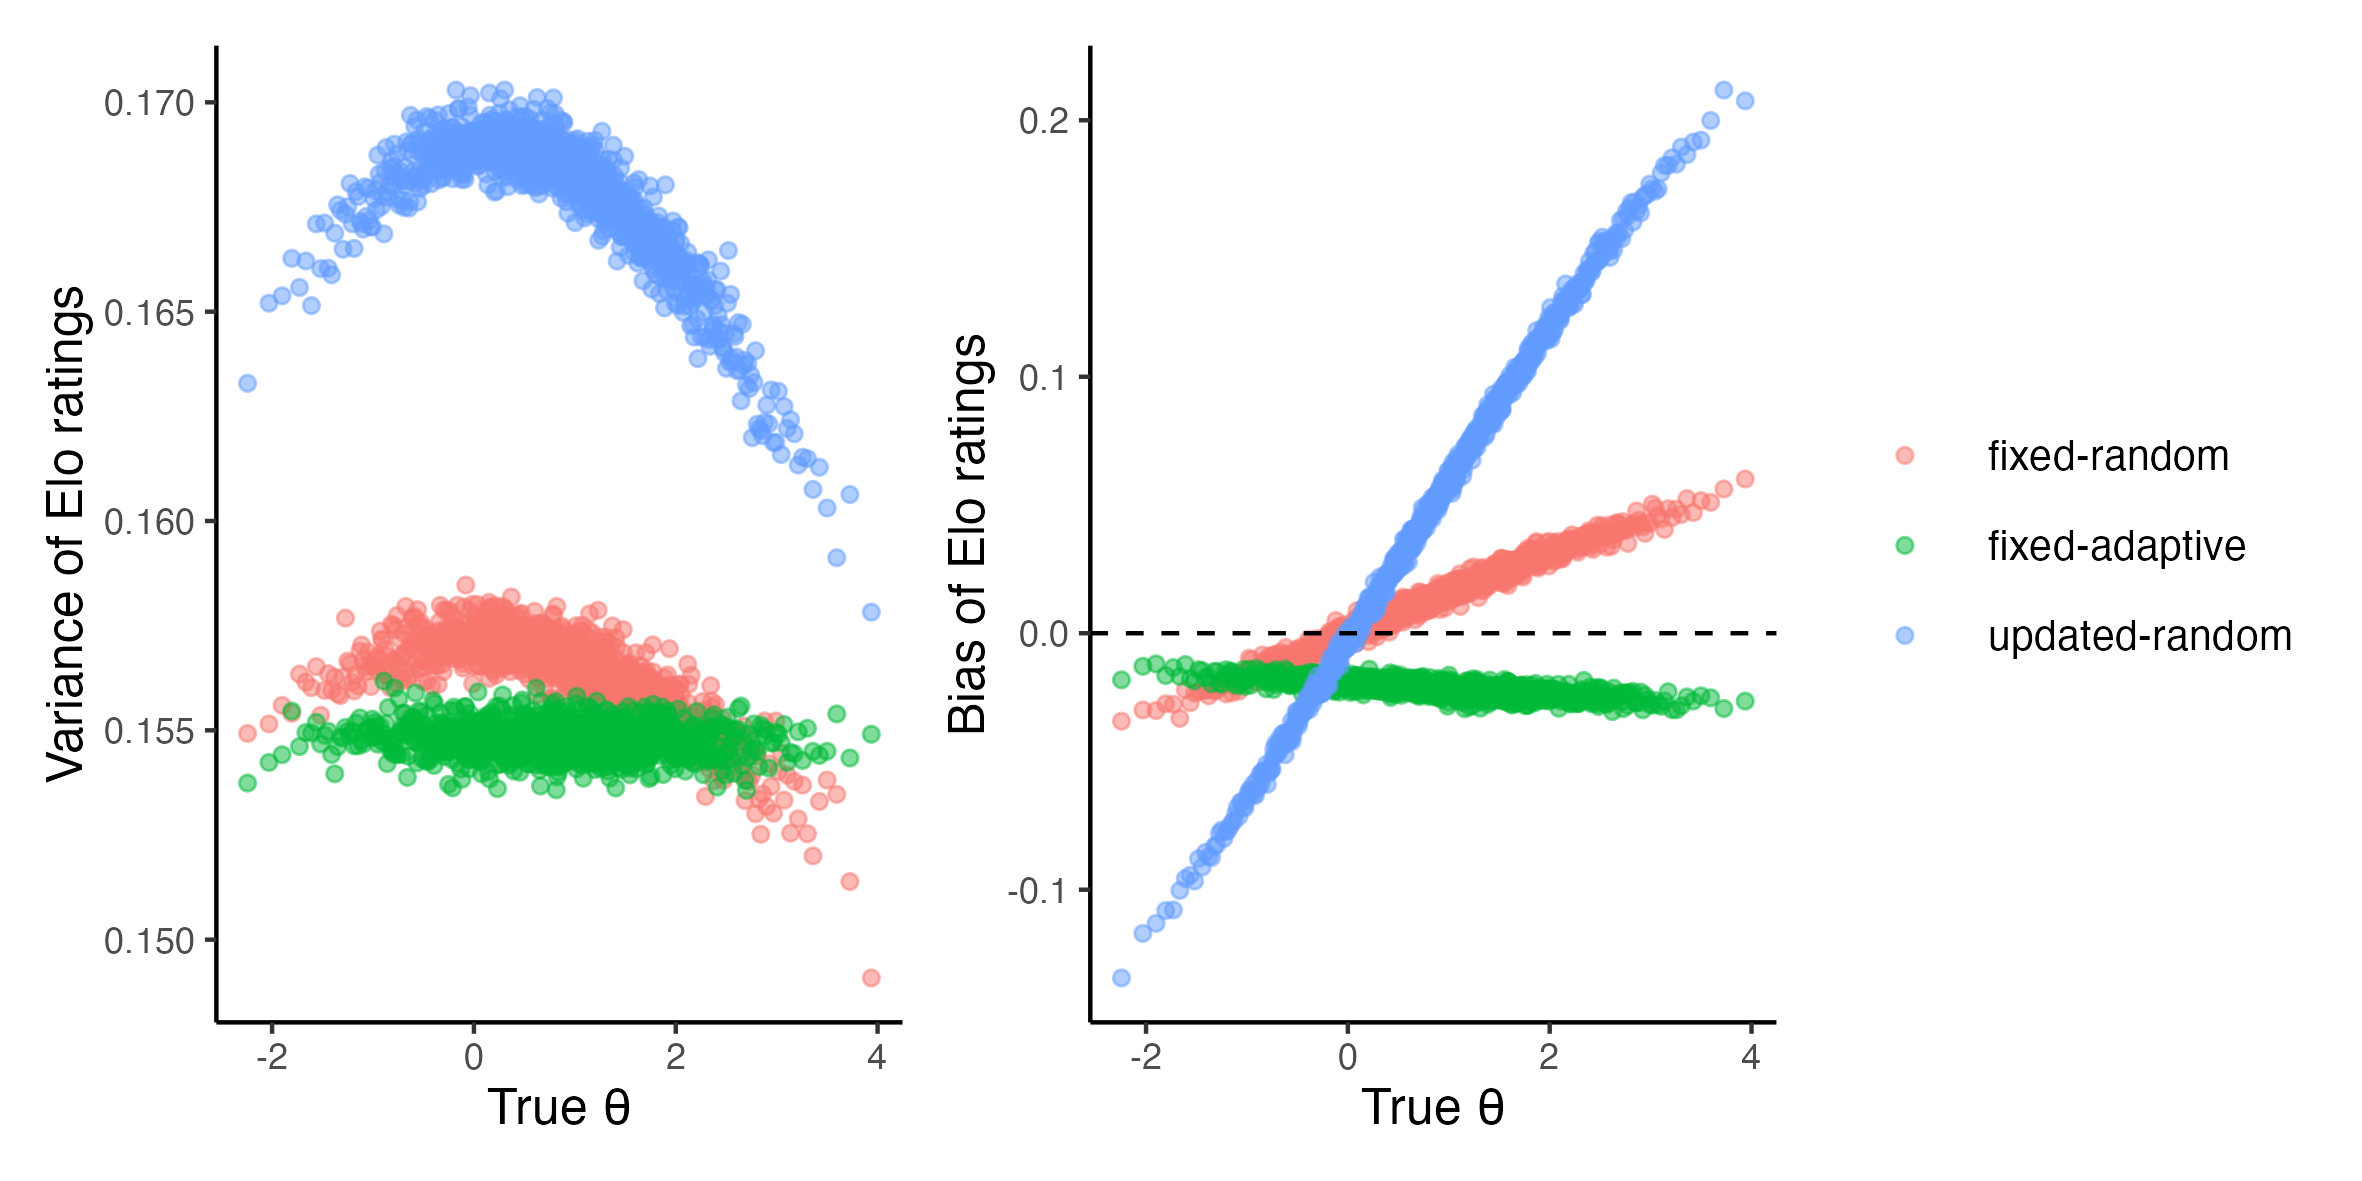 Variance of Elo ratings
0.170
0.165
0.160
0.155
0.150
-2 0 2 4
True θ
Bias of Elo ratings
0.2
0.1
0.0
-0.1
-2 0 2 4
True θ
fixed-random
fixed-adaptive
updated-random